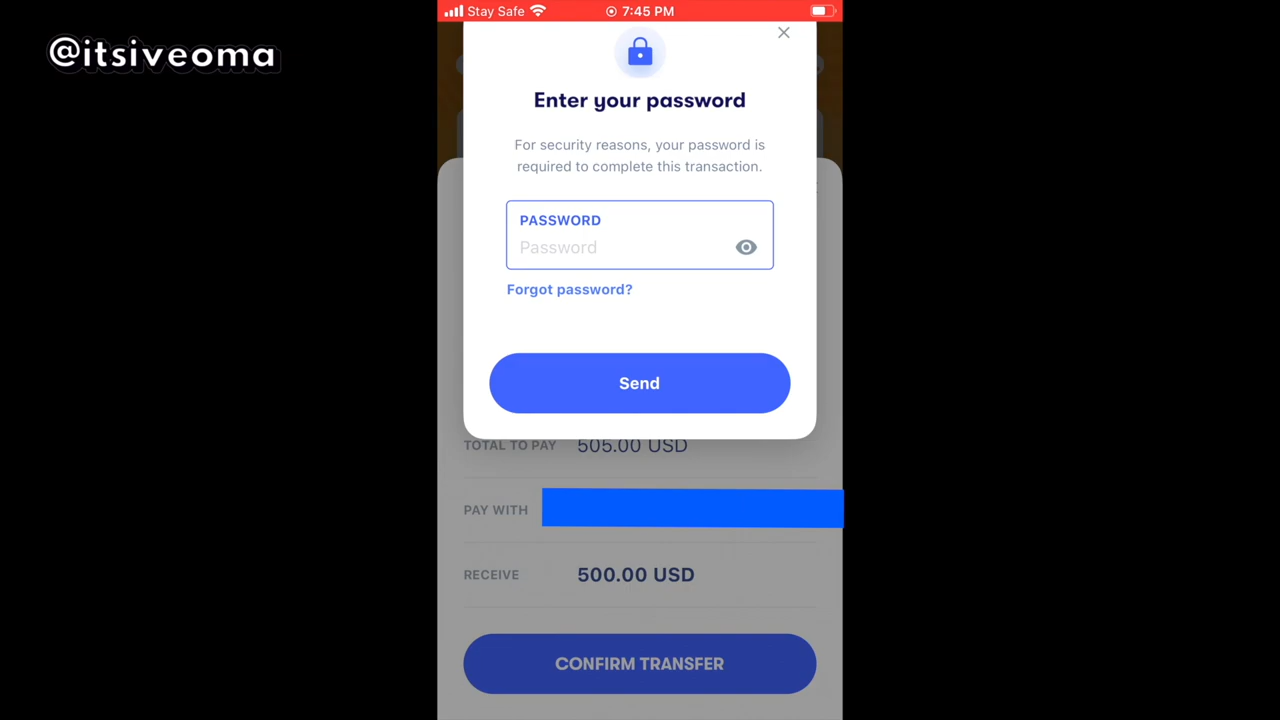 Stay Safe
7:45 PM
@itsiveoma
Enter your password
For security reasons, your password is
required to complete this transaction.
PASSWORD
Password
Forgot password?
Send
TOTAL TO PAY 505.00 USD
PAY WITH
RECEIVE 500.00 USD
CONFIRM TRANSFER